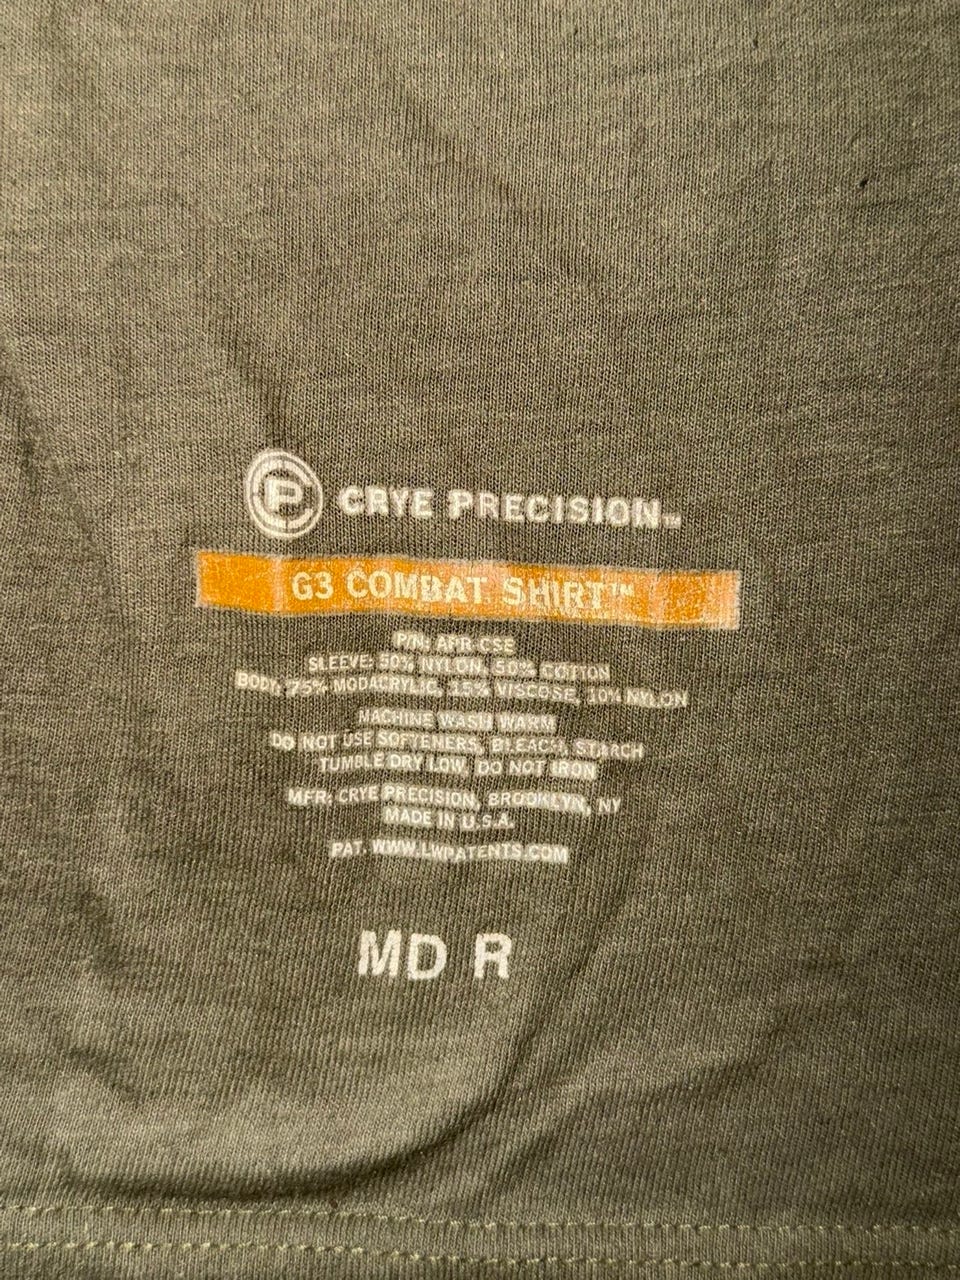 CP CRYE PRECISION™
G3 COMBAT SHIRT™
P/N: APR-CSE
SLEEVE: 50% NYLON, 50% COTTON
BODY: 75% MODACRYLIC, 15% VISCOSE, 10% NYLON
MACHINE WASH WARM
DO NOT USE SOFTENERS, BLEACH, STARCH
TUMBLE DRY LOW, DO NOT IRON
MFR: CRYE PRECISION, BROOKLYN, NY
MADE IN U.S.A.
PAT. WWW.LWPATENTS.COM
MD R